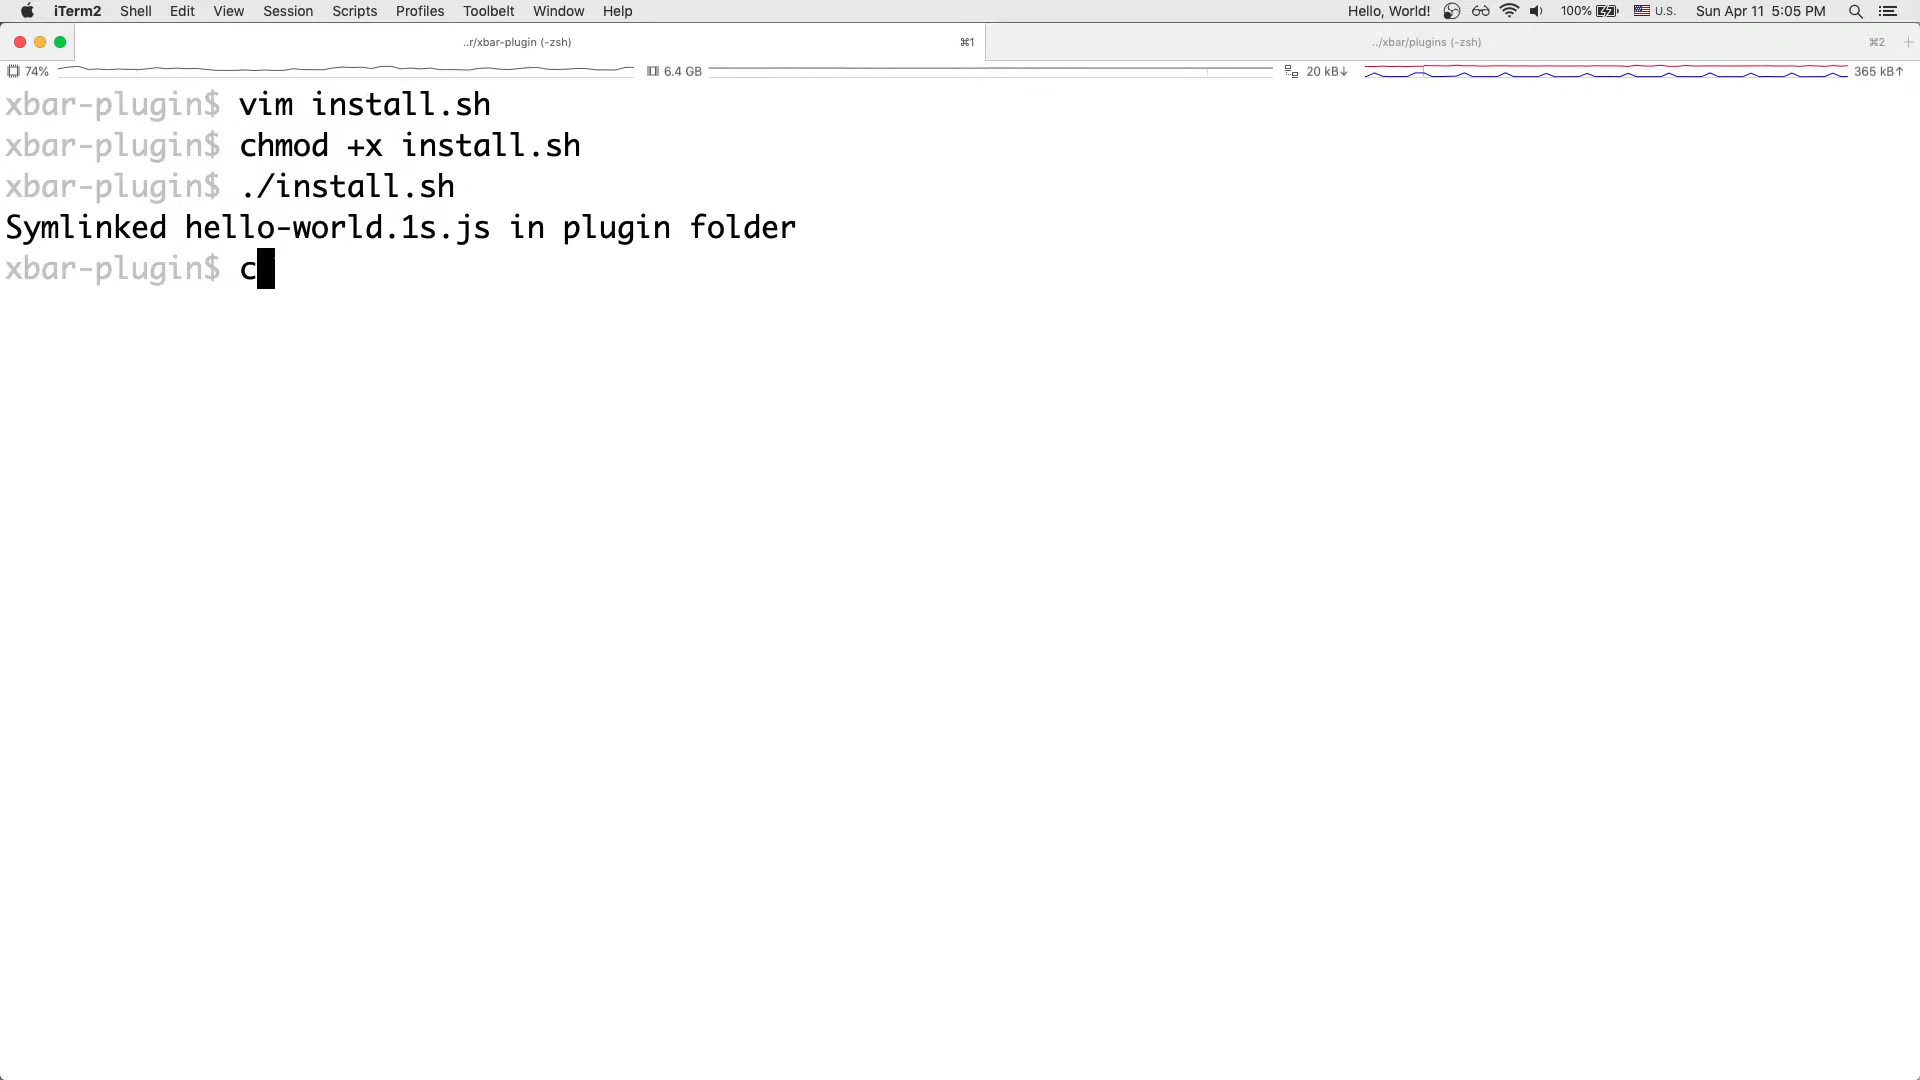 iTerm2 Shell Edit View Session Scripts Profiles Toolbelt Window Help Hello, World! 100% U.S. Sun Apr 11 5:05 PM
..r/xbar-plugin (-zsh) ⌘1 ../xbar/plugins (-zsh) ⌘2 +
74% 6.4 GB 20 kB↓ 365 kB↑
xbar-plugin$ vim install.sh
xbar-plugin$ chmod +x install.sh
xbar-plugin$ ./install.sh
Symlinked hello-world.1s.js in plugin folder
xbar-plugin$ c